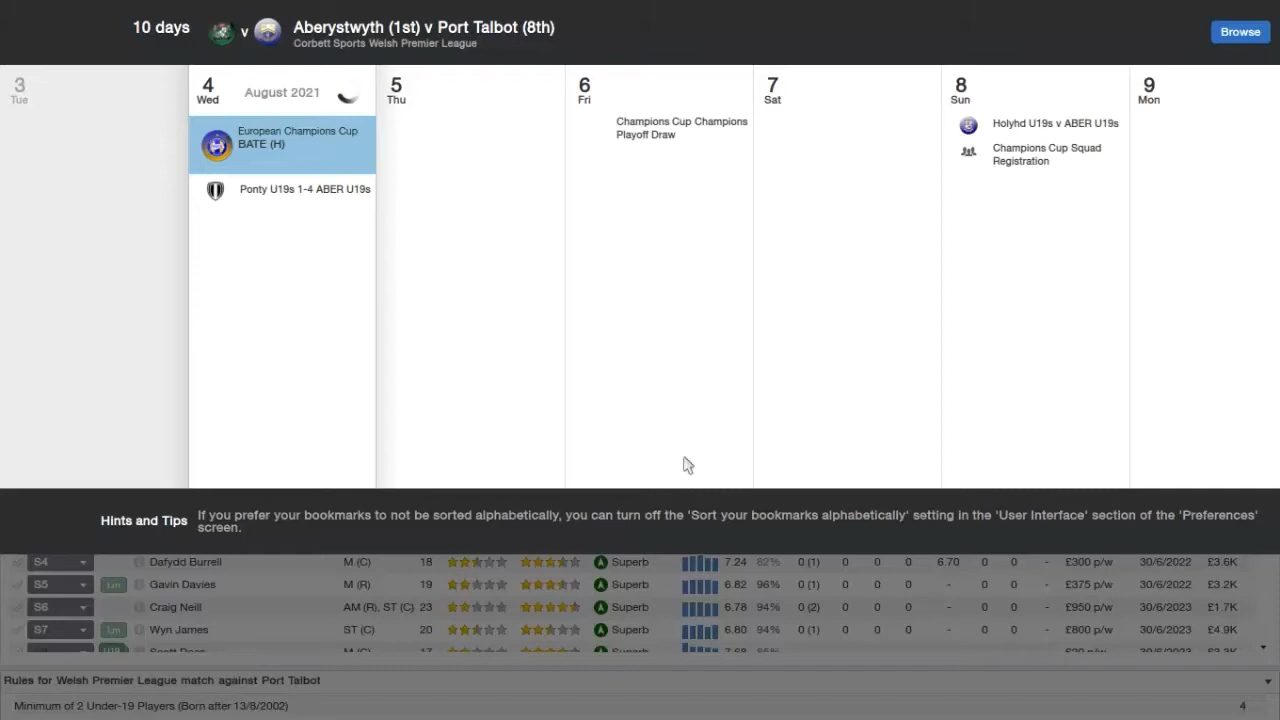 10 days
v
Aberystwyth (1st) v Port Talbot (8th)
Corbett Sports Welsh Premier League
Browse
3
Tue
4
Wed
August 2021
5
Thu
6
Fri
7
Sat
8
Sun
9
Mon
European Champions Cup
BATE (H)
Ponty U19s 1-4 ABER U19s
Champions Cup Champions
Playoff Draw
Holyhd U19s v ABER U19s
Champions Cup Squad
Registration
Hints and Tips
If you prefer your bookmarks to not be sorted alphabetically, you can turn off the 'Sort your bookmarks alphabetically' setting in the 'User Interface' section of the 'Preferences'
screen.
S4 Dafydd Burrell M (C) 18 Superb 7.24 82% 0 (1) 0 0 0 6.70 0 0 - £300 p/w 30/6/2022 £3.6K
S5 Gavin Davies M (R) 19 Superb 6.82 96% 0 0 0 0 - 0 0 - £375 p/w 30/6/2022 £3.2K
S6 Craig Neill AM (R), ST (C) 23 Superb 6.78 94% 0 (2) 0 0 0 - 0 0 - £950 p/w 30/6/2023 £1.7K
S7 Wyn James ST (C) 20 Superb 6.80 94% 0 (1) 0 0 0 - 0 0 - £800 p/w 30/6/2023 £4.9K
Rules for Welsh Premier League match against Port Talbot
Minimum of 2 Under-19 Players (Born after 13/8/2002) 4